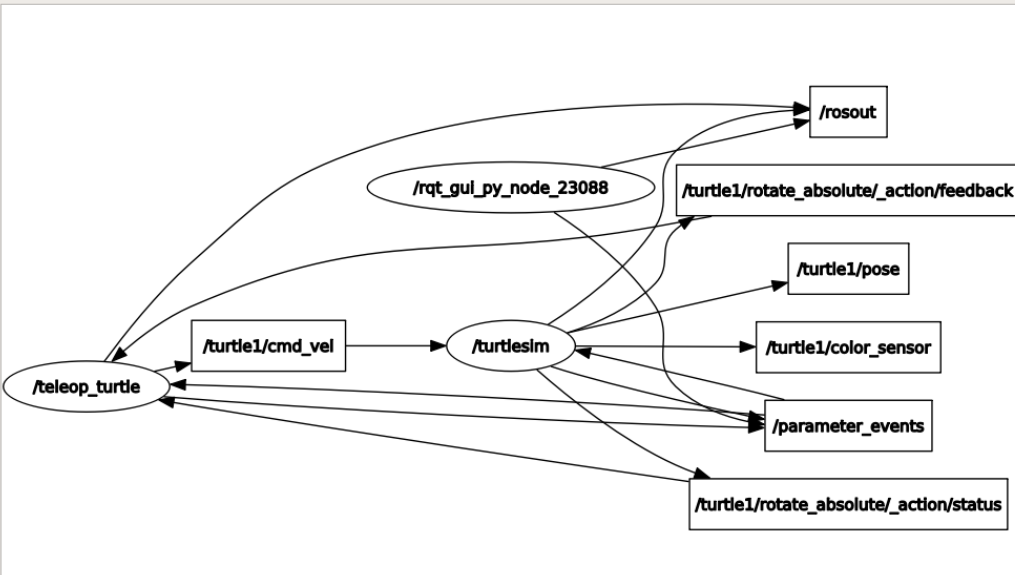 /rosout
/rqt_gui_py_node_23088
/turtle1/rotate_absolute/_action/feedback
/turtle1/pose
/turtle1/cmd_vel
/turtlesim
/turtle1/color_sensor
/teleop_turtle
/parameter_events
/turtle1/rotate_absolute/_action/status